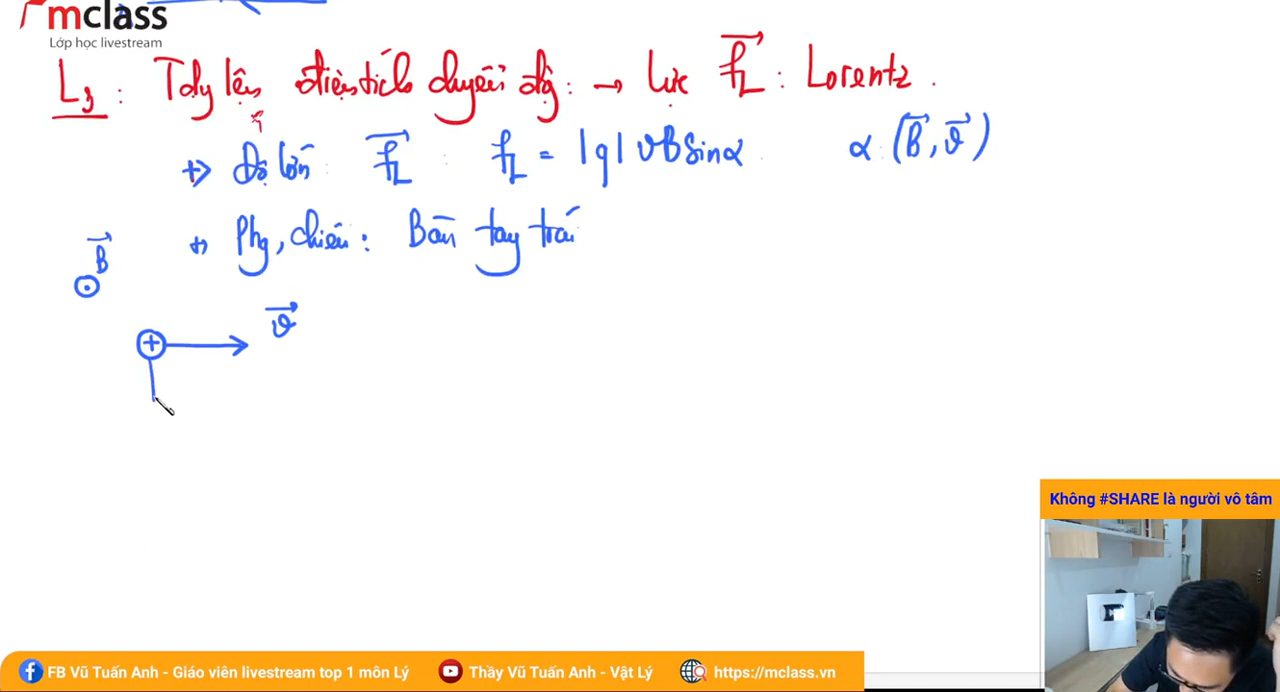 mclass
Lớp học livestream
L3 : Tdg lên điện tích chuyển độg : → lực f⃗L : Lorentz .
q
+> Độ lớn : f⃗L : fL = |q| vB sinα . α : (B⃗, v⃗)
+> Phg, chiều : Bàn tay trái
B⃗
v⃗
+
Không #SHARE là người vô tâm
FB Vũ Tuấn Anh - Giáo viên livestream top 1 môn Lý Thầy Vũ Tuấn Anh - Vật Lý https://mclass.vn